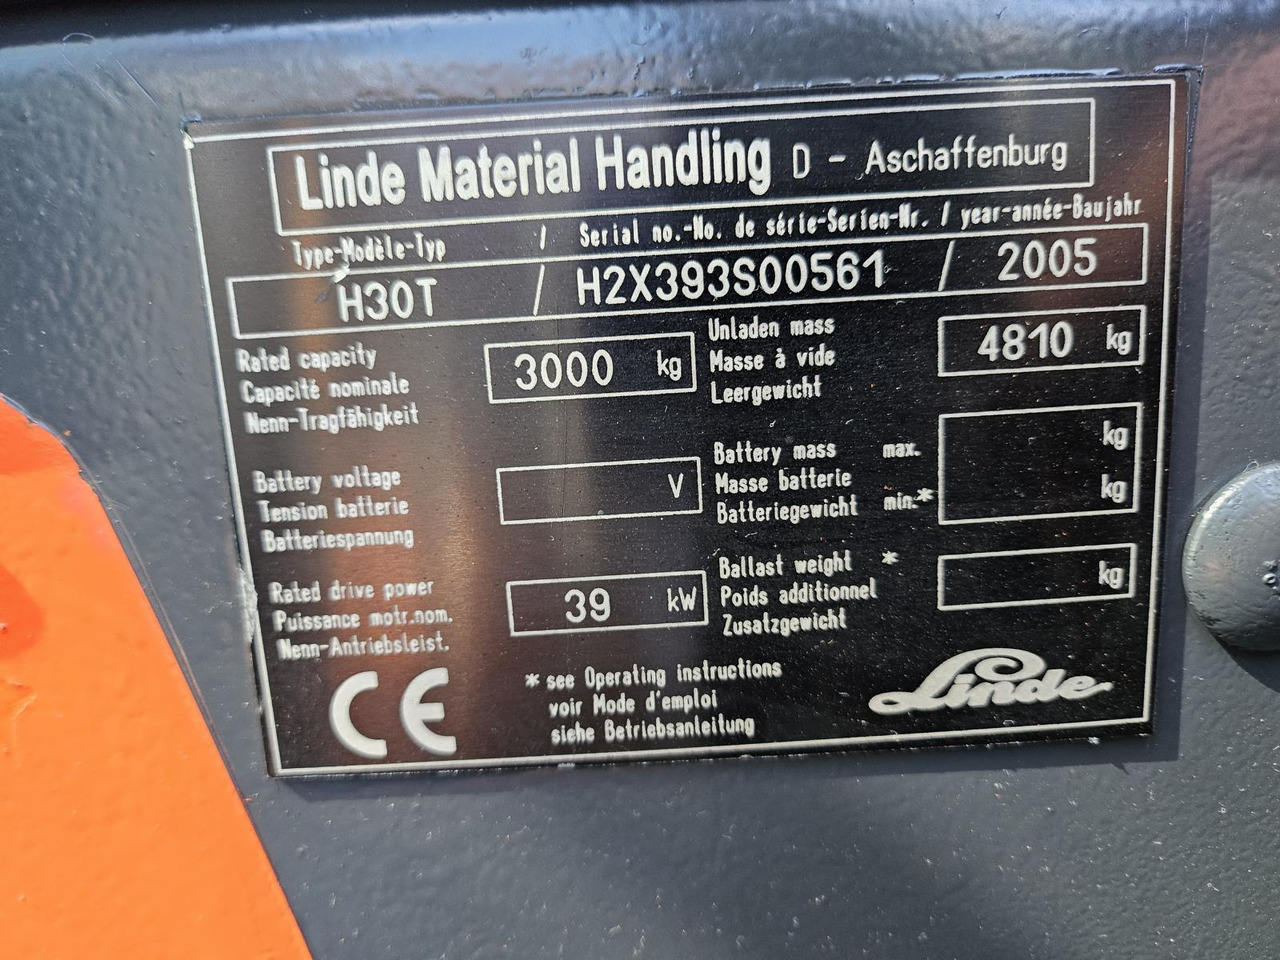 Linde Material Handling D - Aschaffenburg
Type-Modèle-Typ / Serial no.-No. de série-Serien-Nr. / year-année-Baujahr
H30T / H2X393S00561 / 2005
Rated capacity
Capacité nominale
Nenn-Tragfähigkeit
3000 kg
Unladen mass
Masse à vide
Leergewicht
4810 kg
Battery voltage
Tension batterie
Batteriespannung
V
Battery mass max. kg
Masse batterie
Batteriegewicht min.* kg
Rated drive power
Puissance motr.nom.
Nenn-Antriebsleist.
39 kW
Ballast weight *
Poids additionnel
Zusatzgewicht
kg
CE
* see Operating instructions
voir Mode d'emploi
siehe Betriebsanleitung
Linde